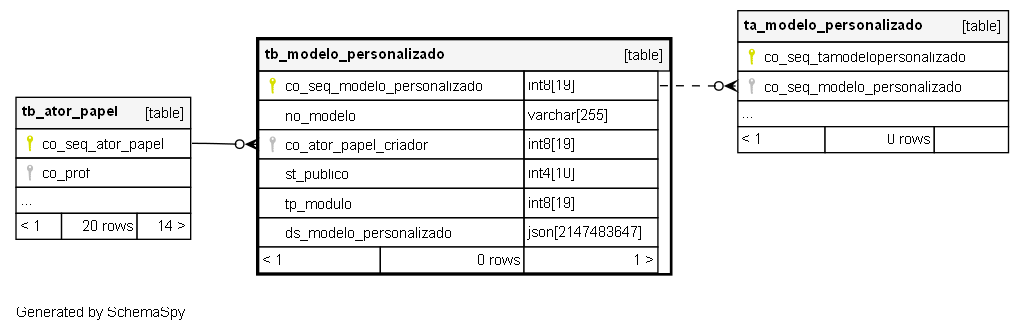 tb_ator_papel [table]
co_seq_ator_papel
co_prof
...
< 1 20 rows 14 >
tb_modelo_personalizado [table]
co_seq_modelo_personalizado int8[19]
no_modelo varchar[255]
co_ator_papel_criador int8[19]
st_publico int4[10]
tp_modulo int8[19]
ds_modelo_personalizado json[2147483647]
< 1 0 rows 1 >
ta_modelo_personalizado [table]
co_seq_tamodelopersonalizado
co_seq_modelo_personalizado
...
< 1 0 rows
Generated by SchemaSpy